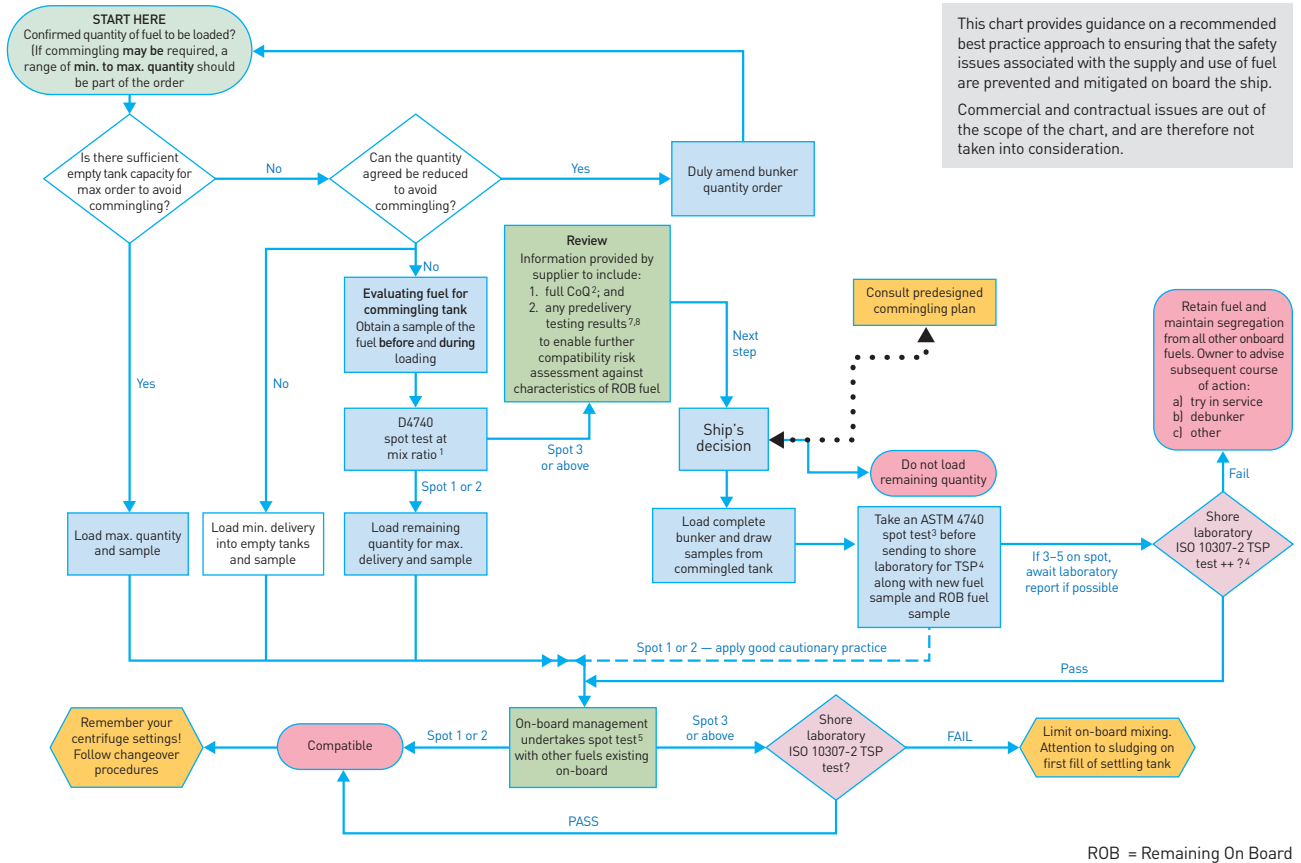 START HERE
Confirmed quantity of fuel to be loaded?
(If commingling may be required, a
range of min. to max. quantity should
be part of the order
This chart provides guidance on a recommended
best practice approach to ensuring that the safety
issues associated with the supply and use of fuel
are prevented and mitigated on board the ship.
Commercial and contractual issues are out of
the scope of the chart, and are therefore not
taken into consideration.
Is there sufficient
empty tank capacity for
max order to avoid
commingling?
No
Can the quantity
agreed be reduced
to avoid
commingling?
Yes
Duly amend bunker
quantity order
Yes
No
No
Evaluating fuel for
commingling tank
Obtain a sample of the
fuel before and during
loading
Review
Information provided by
supplier to include:
1. full CoQ²; and
2. any predelivery
testing results⁷,⁸
to enable further
compatibility risk
assessment against
characteristics of ROB fuel
Next
step
Consult predesigned
commingling plan
Retain fuel and
maintain segregation
from all other onboard
fuels. Owner to advise
subsequent course
of action:
a) try in service
b) debunker
c) other
D4740
spot test at
mix ratio ¹
Spot 3
or above
Ship's
decision
Do not load
remaining quantity
Fail
Spot 1 or 2
Load max. quantity
and sample
Load min. delivery
into empty tanks
and sample
Load remaining
quantity for max.
delivery and sample
Load complete
bunker and draw
samples from
commingled tank
Take an ASTM 4740
spot test³ before
sending to shore
laboratory for TSP⁴
along with new fuel
sample and ROB fuel
sample
If 3–5 on spot,
await laboratory
report if possible
Shore
laboratory
ISO 10307-2 TSP
test ++ ?⁴
Spot 1 or 2 — apply good cautionary practice
Pass
Remember your
centrifuge settings!
Follow changeover
procedures
Compatible
Spot 1 or 2
On-board management
undertakes spot test⁵
with other fuels existing
on-board
Spot 3
or above
Shore
laboratory
ISO 10307-2 TSP
test?
FAIL
Limit on-board mixing.
Attention to sludging on
first fill of settling tank
PASS
ROB = Remaining On Board